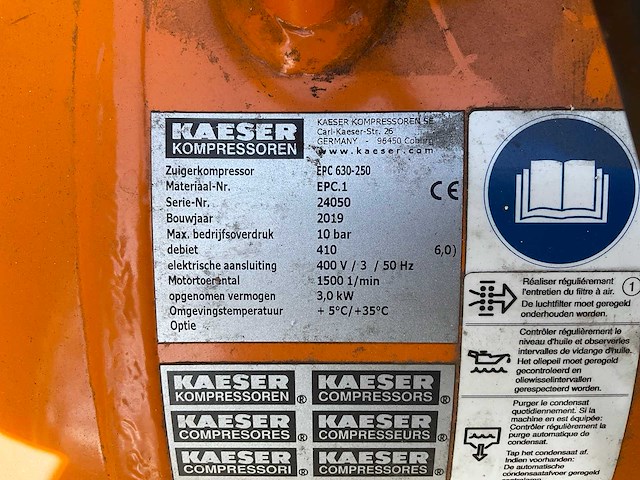 KAESER
KOMPRESSOREN
KAESER KOMPRESSOREN SE
Carl-Kaeser-Str. 26
GERMANY - 96450 Coburg
www.kaeser.com
Zuigerkompressor EPC 630-250
Materiaal-Nr. EPC.1
CE
Serie-Nr. 24050
Bouwjaar 2019
Max. bedrijfsoverdruk 10 bar
debiet 410 6,0)
elektrische aansluiting 400 V / 3 / 50 Hz
Motortoerental 1500 1/min
opgenomen vermogen 3,0 kW
Omgevingstemperatuur + 5°C/+35°C
Optie
KAESER
KOMPRESSOREN®
KAESER
COMPRESSORS®
KAESER
COMPRESORES®
KAESER
COMPRESSEURS®
KAESER
COMPRESSORI®
KAESER
COMPRESSORES®
Réaliser régulièrement
l'entretien du filtre à air.
1
De luchtfilter moet geregeld
onderhouden worden.
Contrôler régulièrement le
niveau d'huile et observer les
intervalles de vidange d'huile.
Het oliepeil moet geregeld
gecontroleerd en
oliewisselintervallen
gerespecteerd worden.
Purger le condensat
quotidiennement. Si la
machine en est équipée:
Contrôler régulièrement la
purge automatique de
condensat.
Tap het condensaat af.
Indien voorhanden:
De automatische
condensaatafvoer geregeld